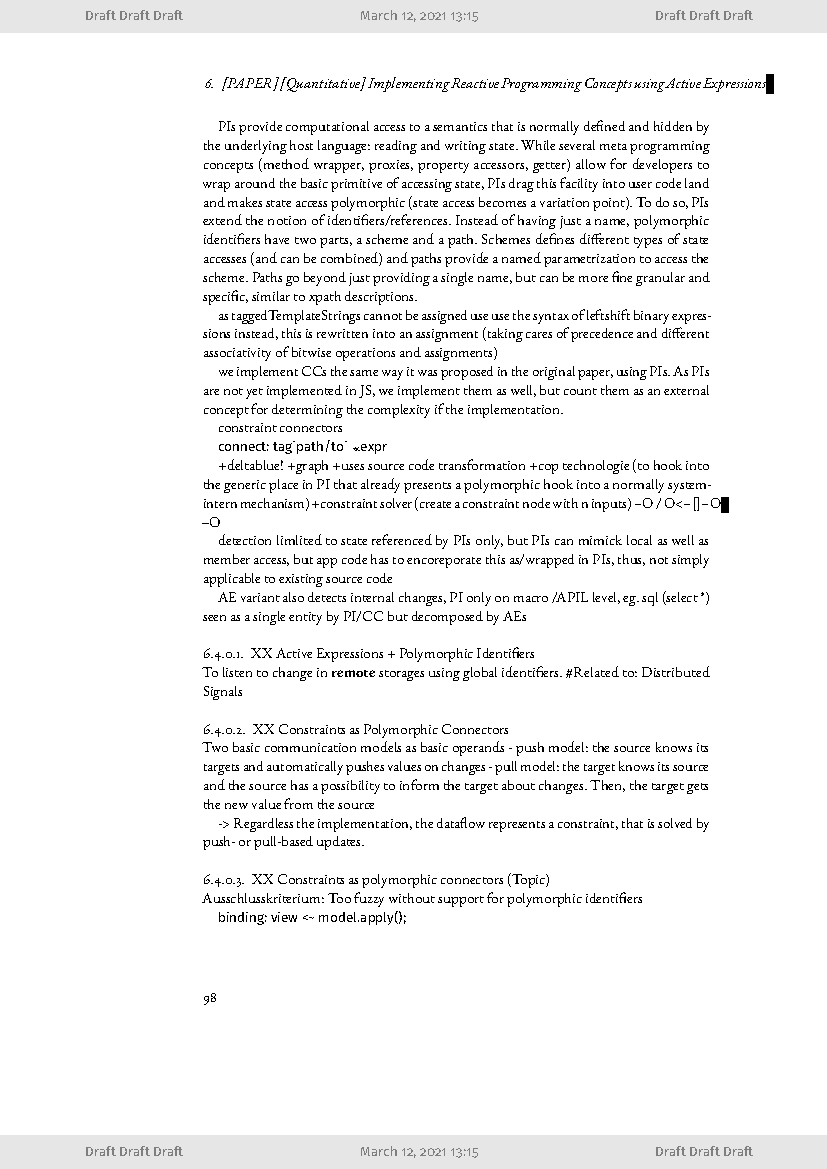 Draft Draft Draft March 12, 2021 13:15 Draft Draft Draft
6. [PAPER][Quantitative] Implementing Reactive Programming Concepts using Active Expressions
PIs provide computational access to a semantics that is normally defined and hidden by
the underlying host language: reading and writing state. While several meta programming
concepts (method wrapper, proxies, property accessors, getter) allow for developers to
wrap around the basic primitive of accessing state, PIs drag this facility into user code land
and makes state access polymorphic (state access becomes a variation point). To do so, PIs
extend the notion of identifiers/references. Instead of having just a name, polymorphic
identifiers have two parts, a scheme and a path. Schemes defines different types of state
accesses (and can be combined) and paths provide a named parametrization to access the
scheme. Paths go beyond just providing a single name, but can be more fine granular and
specific, similar to xpath descriptions.
as taggedTemplateStrings cannot be assigned use use the syntax of leftshift binary expres-
sions instead, this is rewritten into an assignment (taking cares of precedence and different
associativity of bitwise operations and assignments)
we implement CCs the same way it was proposed in the original paper, using PIs. As PIs
are not yet implemented in JS, we implement them as well, but count them as an external
concept for determining the complexity if the implementation.
constraint connectors
connect: tag`path/to` «expr
+deltablue! +graph +uses source code transformation +cop technologie (to hook into
the generic place in PI that already presents a polymorphic hook into a normally system-
intern mechanism) +constraint solver (create a constraint node with n inputs) –O / O<– [] – O
–O
detection limlited to state referenced by PIs only, but PIs can mimick local as well as
member access, but app code has to encoreporate this as/wrapped in PIs, thus, not simply
applicable to existing source code
AE variant also detects internal changes, PI only on macro /APIL level, eg. sql (select *)
seen as a single entity by PI/CC but decomposed by AEs
6.4.0.1. XX Active Expressions + Polymorphic Identifiers
To listen to change in remote storages using global identifiers. #Related to: Distributed
Signals
6.4.0.2. XX Constraints as Polymorphic Connectors
Two basic communication models as basic operands - push model: the source knows its
targets and automatically pushes values on changes - pull model: the target knows its source
and the source has a possibility to inform the target about changes. Then, the target gets
the new value from the source
-> Regardless the implementation, the dataflow represents a constraint, that is solved by
push- or pull-based updates.
6.4.0.3. XX Constraints as polymorphic connectors (Topic)
Ausschlusskriterium: Too fuzzy without support for polymorphic identifiers
binding: view <~ model.apply();
98
Draft Draft Draft March 12, 2021 13:15 Draft Draft Draft